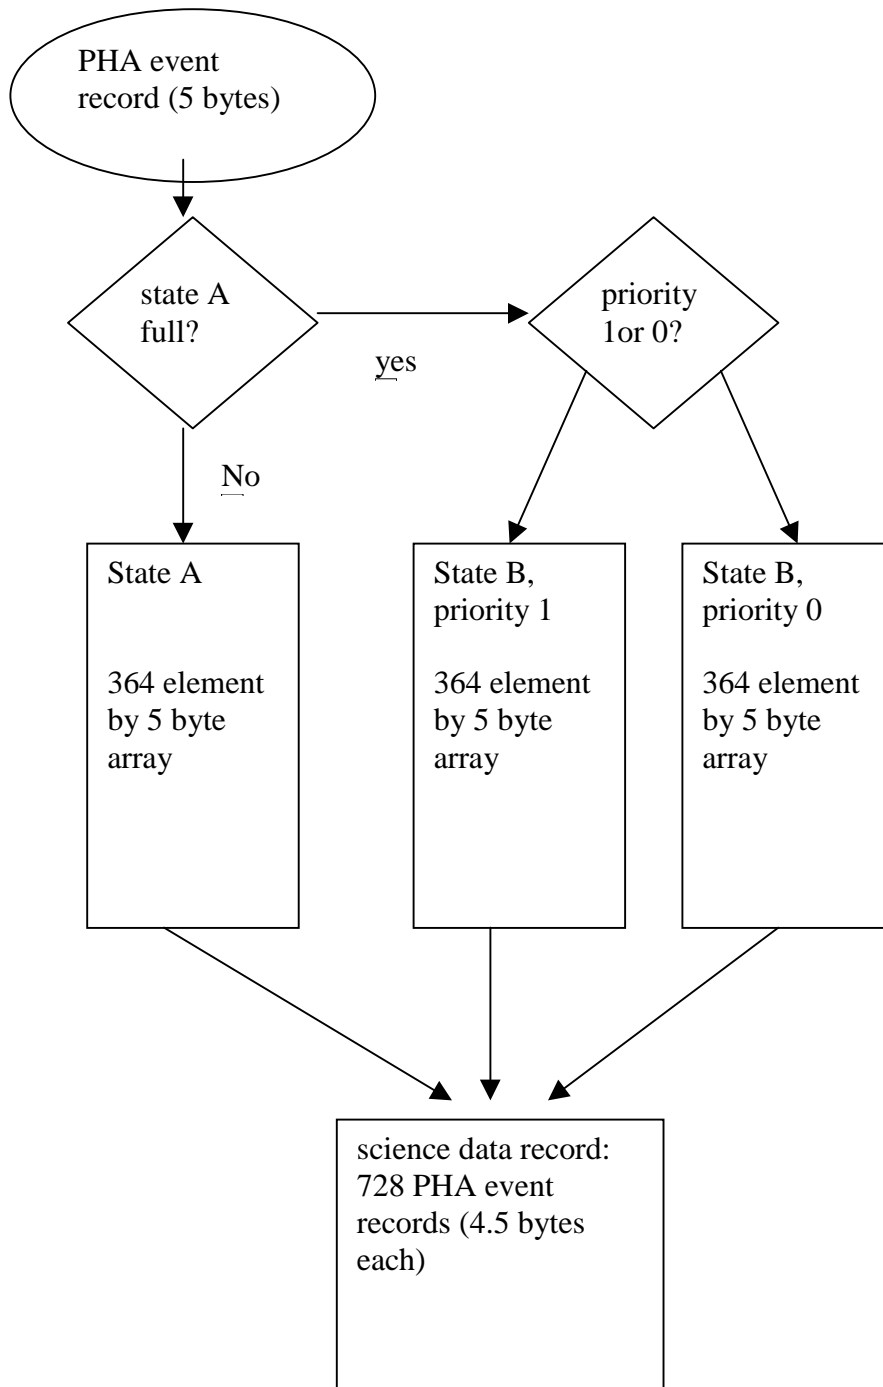 PHA event
record (5 bytes)
state A
full?
priority
1or 0?
yes
No
State A
364 element
by 5 byte
array
State B,
priority 1
364 element
by 5 byte
array
State B,
priority 0
364 element
by 5 byte
array
science data record:
728 PHA event
records (4.5 bytes
each)